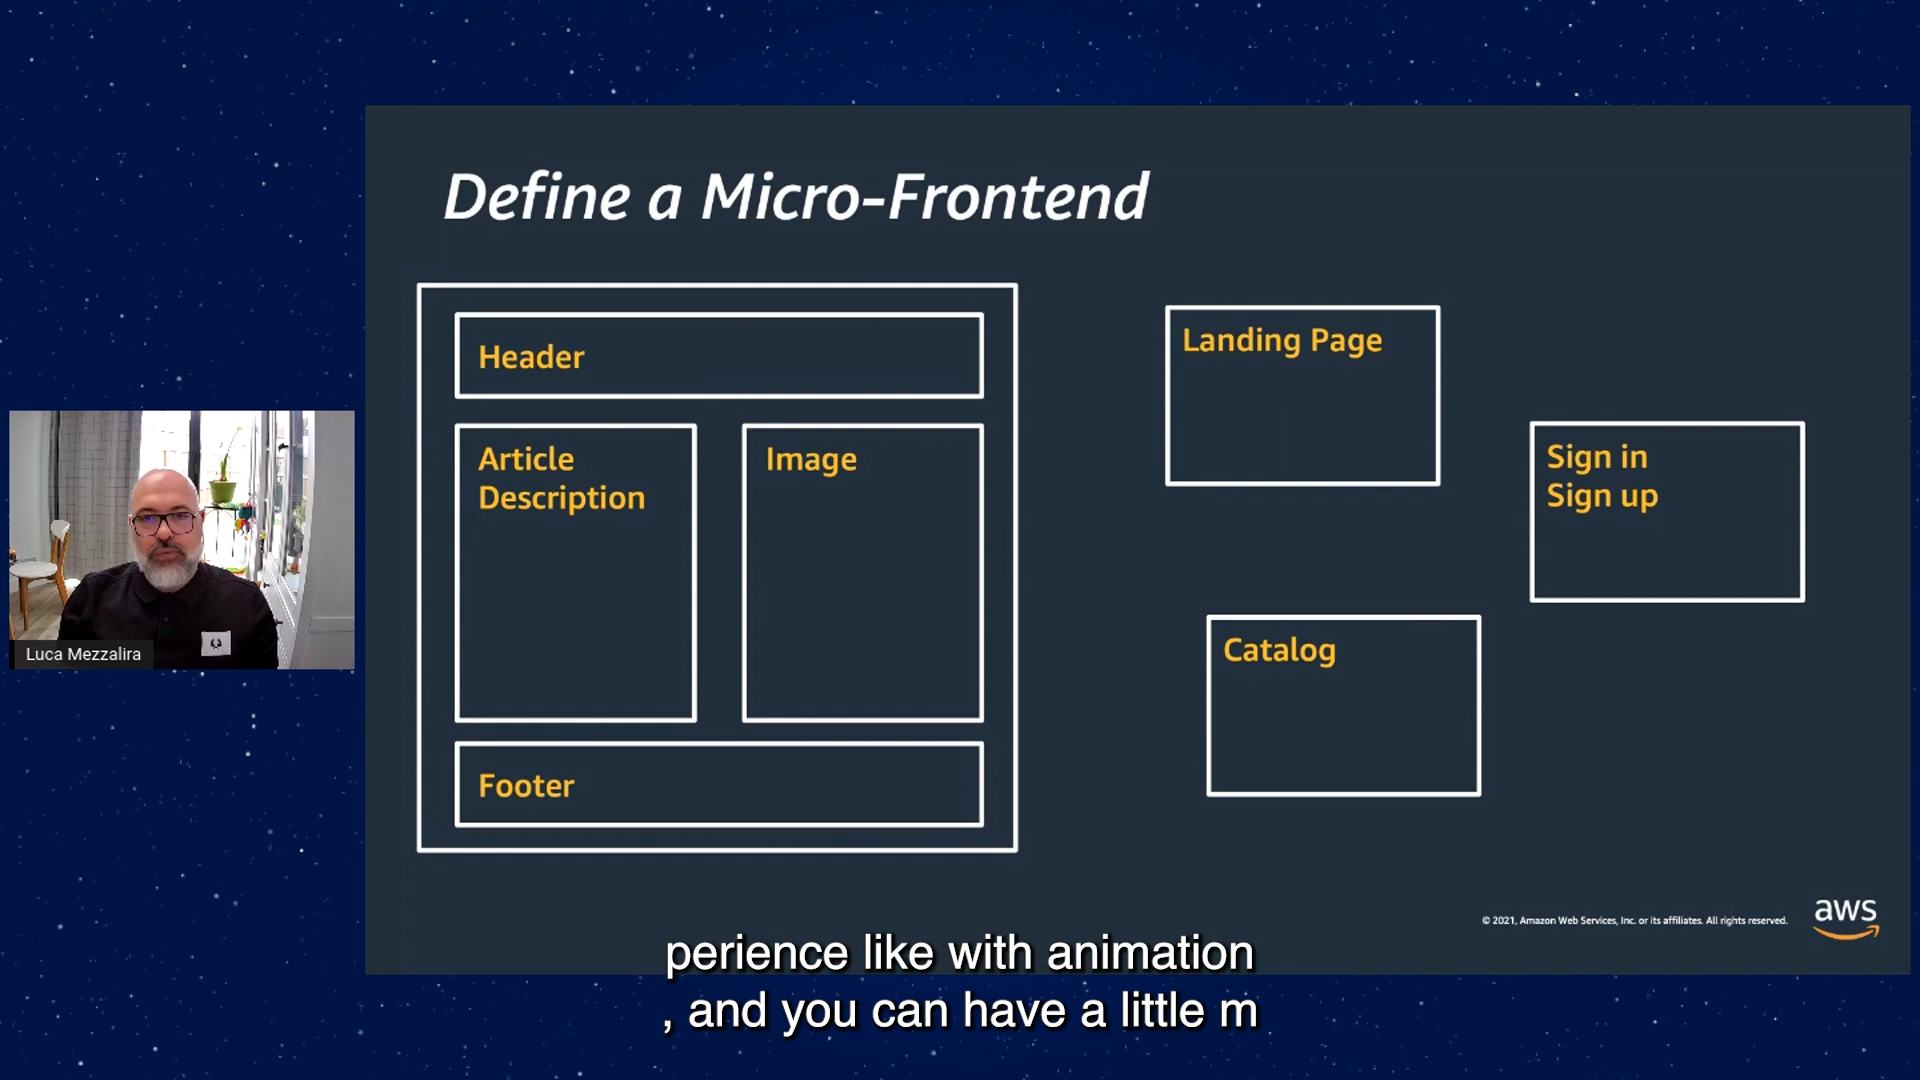 Define a Micro-Frontend
Header
Article
Description
Image
Footer
Landing Page
Sign in
Sign up
Catalog
Luca Mezzalira
© 2021, Amazon Web Services, Inc. or its affiliates. All rights reserved.
aws
perience like with animation
, and you can have a little m